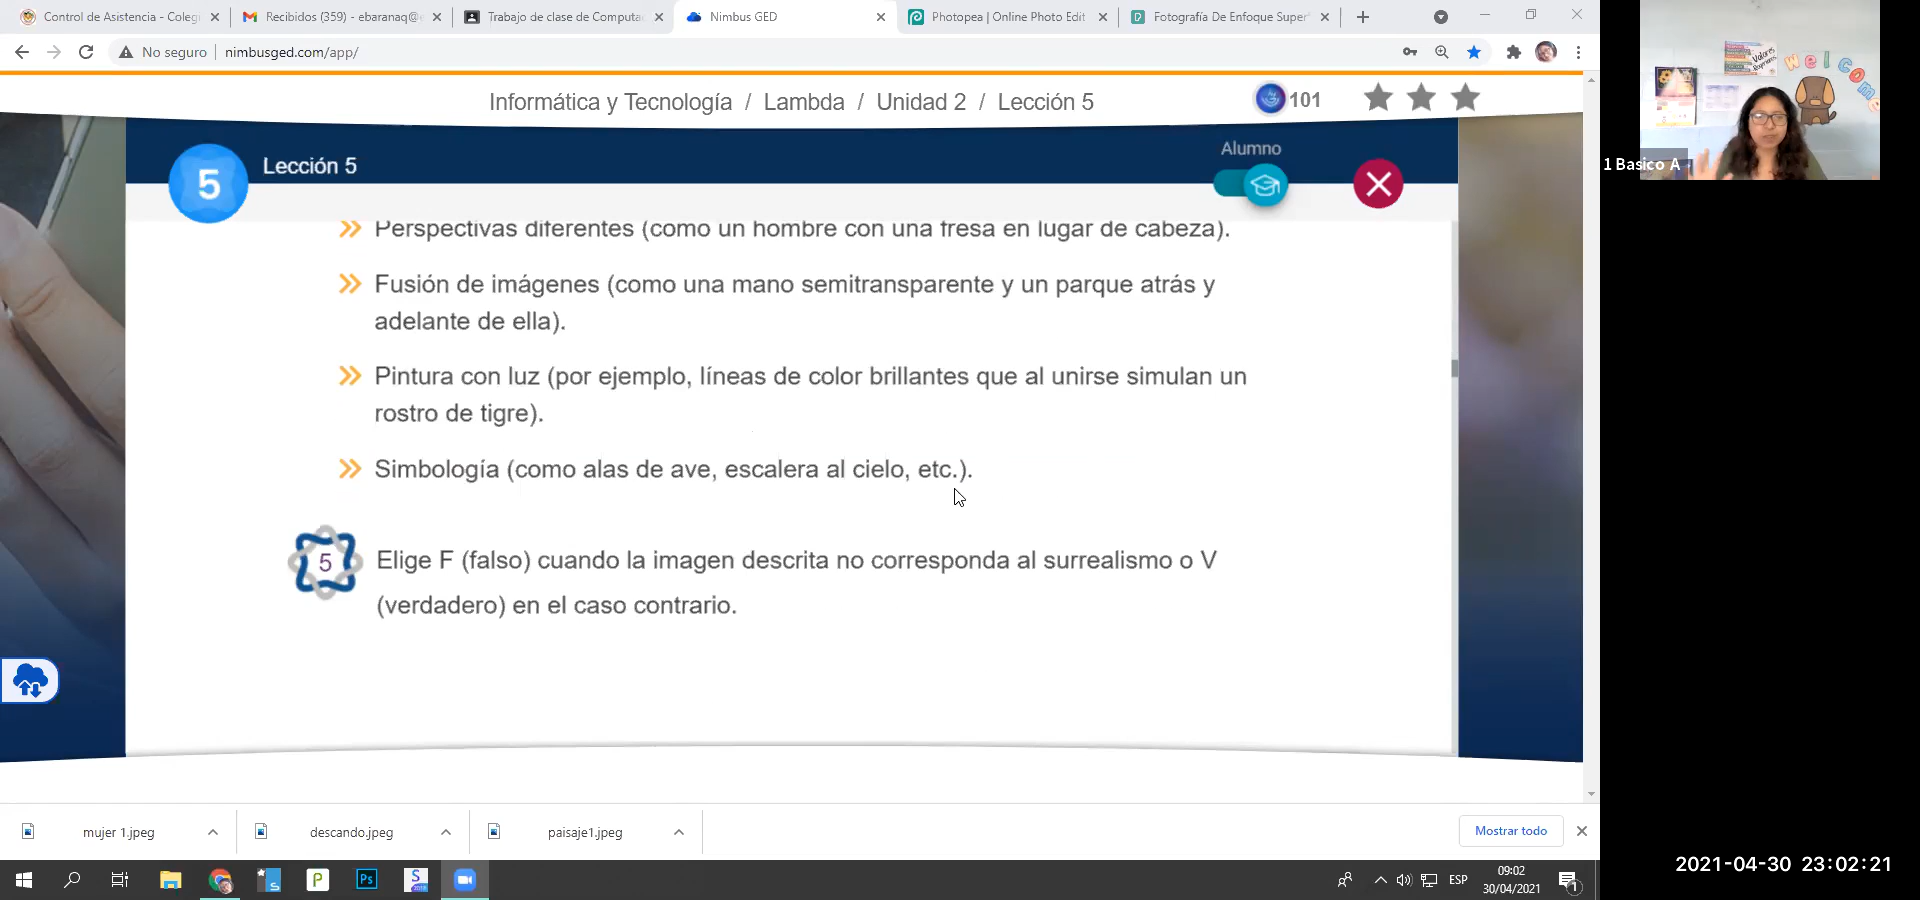 Control de Asistencia - Coleg
Recibidos (359) - ebaranaq@
Trabajo de clase de Computa
Nimbus GED
Photopea | Online Photo Edit
Fotografía De Enfoque Super
No seguro
nimbusged.com/app/
Informática y Tecnología / Lambda / Unidad 2 / Lección 5
101
5
Lección 5
Alumno
Perspectivas diferentes (como un hombre con una fresa en lugar de cabeza).
Fusión de imágenes (como una mano semitransparente y un parque atrás y
adelante de ella).
Pintura con luz (por ejemplo, líneas de color brillantes que al unirse simulan un
rostro de tigre).
Simbología (como alas de ave, escalera al cielo, etc.).
5
Elige F (falso) cuando la imagen descrita no corresponda al surrealismo o V
(verdadero) en el caso contrario.
mujer 1.jpeg
descando.jpeg
paisaje1.jpeg
Mostrar todo
ESP
09:02
30/04/2021
1
Valores
welcome
1 Basico A
2021-04-30 23:02:21